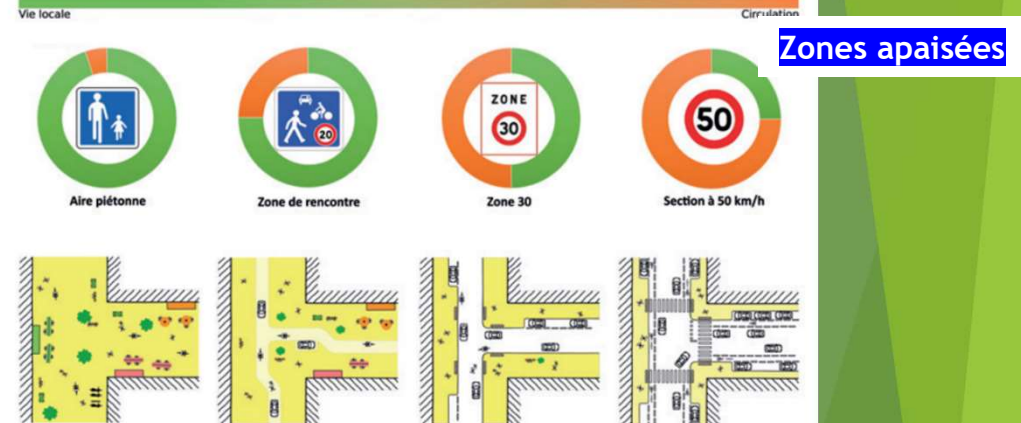 Vie locale
Circulation
Zones apaisées
20
ZONE
30
50
Aire piétonne
Zone de rencontre
Zone 30
Section à 50 km/h